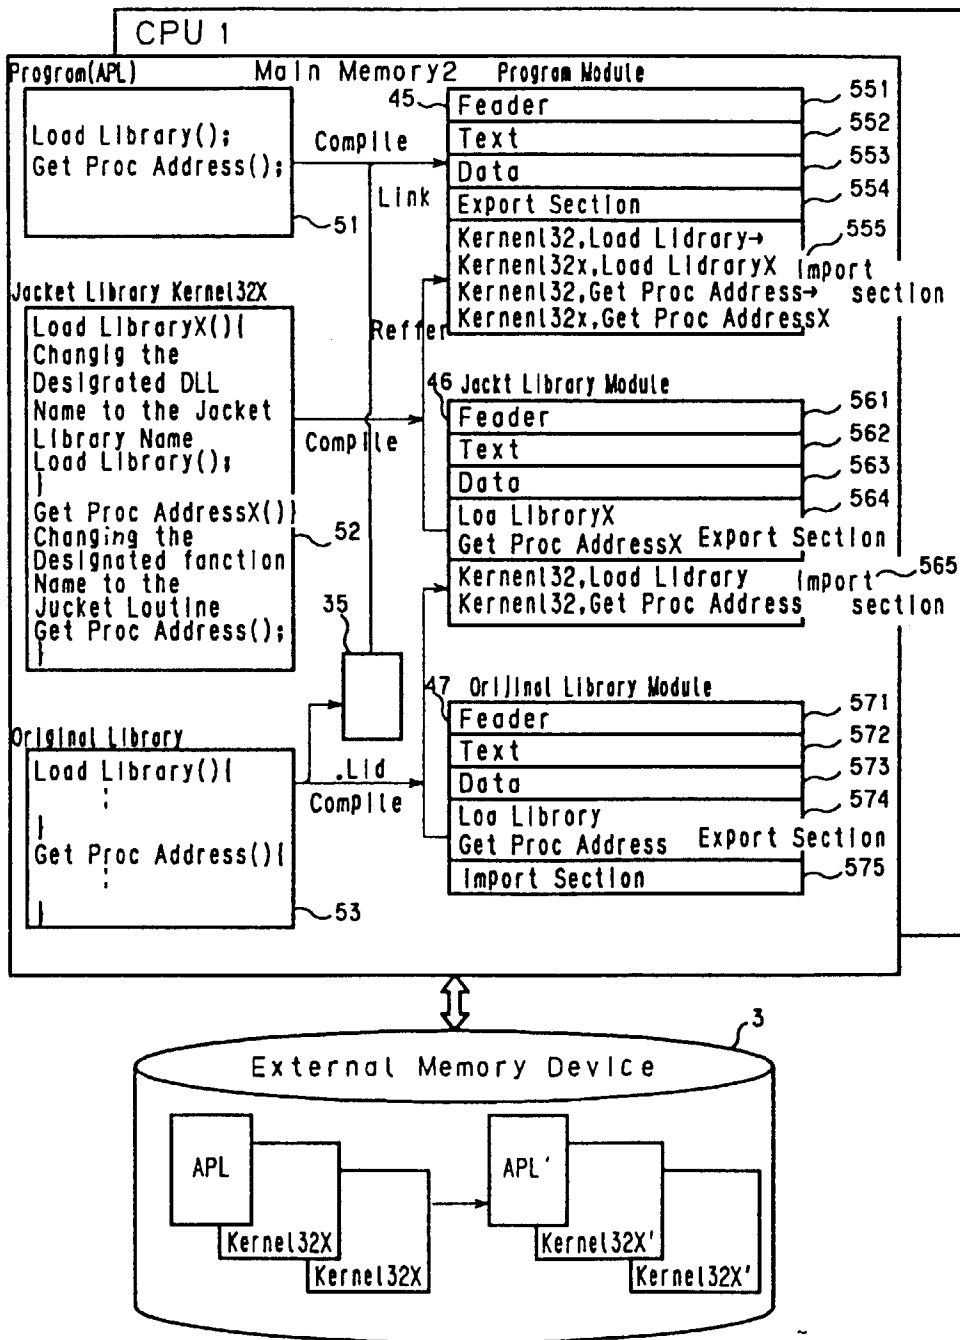 CPU 1
Program(APL)
Main Memory2
Program Module
45
Feader
551
Load Library();
Get Proc Address();
51
Compile
Link
Text
552
Data
553
Export Section
554
Kernenl32,Load Lidrary→
Kernenl32x,Load LidraryX
Kernenl32,Get Proc Address→
Kernenl32x,Get Proc AddressX
555
Import
section
Jacket Library Kernel32X
Load LibraryX(){
Changig the
Designated DLL
Name to the Jacket
Library Name
Load Library();
}
Get Proc AddressX()}
Changing the
Designated fanction
Name to the
Jucket Loutine
Get Proc Address();
}
52
Reffer
Compile
46
Jackt Library Module
Feader
561
Text
562
Data
563
Loa LibroryX
Get Proc AddressX
Export Section
564
Kernenl32,Load Lidrary
Kernenl32,Get Proc Address
Import
section
565
35
Original Library
Load Library(){
}
Get Proc Address(){
}
53
.Lid
Compile
47
Orijinal Library Module
Feader
571
Text
572
Data
573
Loa Library
Get Proc Address
Export Section
574
Import Section
575
3
External Memory Device
APL
Kernel32X
Kernel32X
APL'
Kernel32X'
Kernel32X'